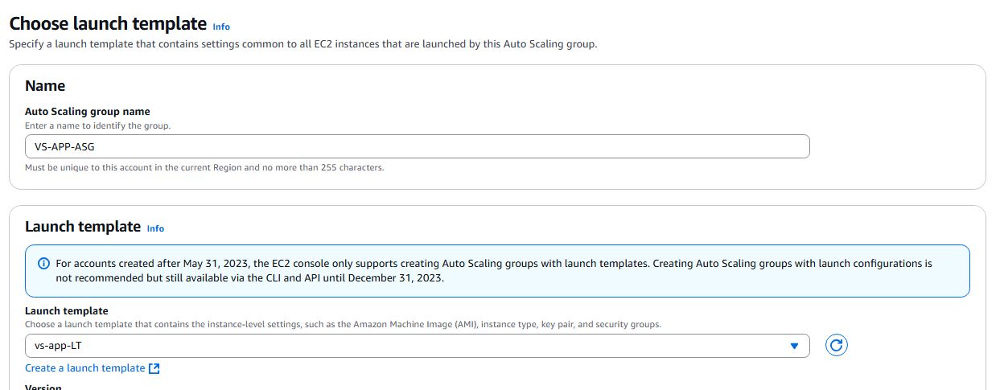 Choose launch template Info
Specify a launch template that contains settings common to all EC2 instances that are launched by this Auto Scaling group.
Name
Auto Scaling group name
Enter a name to identify the group.
VS-APP-ASG
Must be unique to this account in the current Region and no more than 255 characters.
Launch template Info
For accounts created after May 31, 2023, the EC2 console only supports creating Auto Scaling groups with launch templates. Creating Auto Scaling groups with launch configurations is
not recommended but still available via the CLI and API until December 31, 2023.
Launch template
Choose a launch template that contains the instance-level settings, such as the Amazon Machine Image (AMI), instance type, key pair, and security groups.
vs-app-LT
Create a launch template
Version